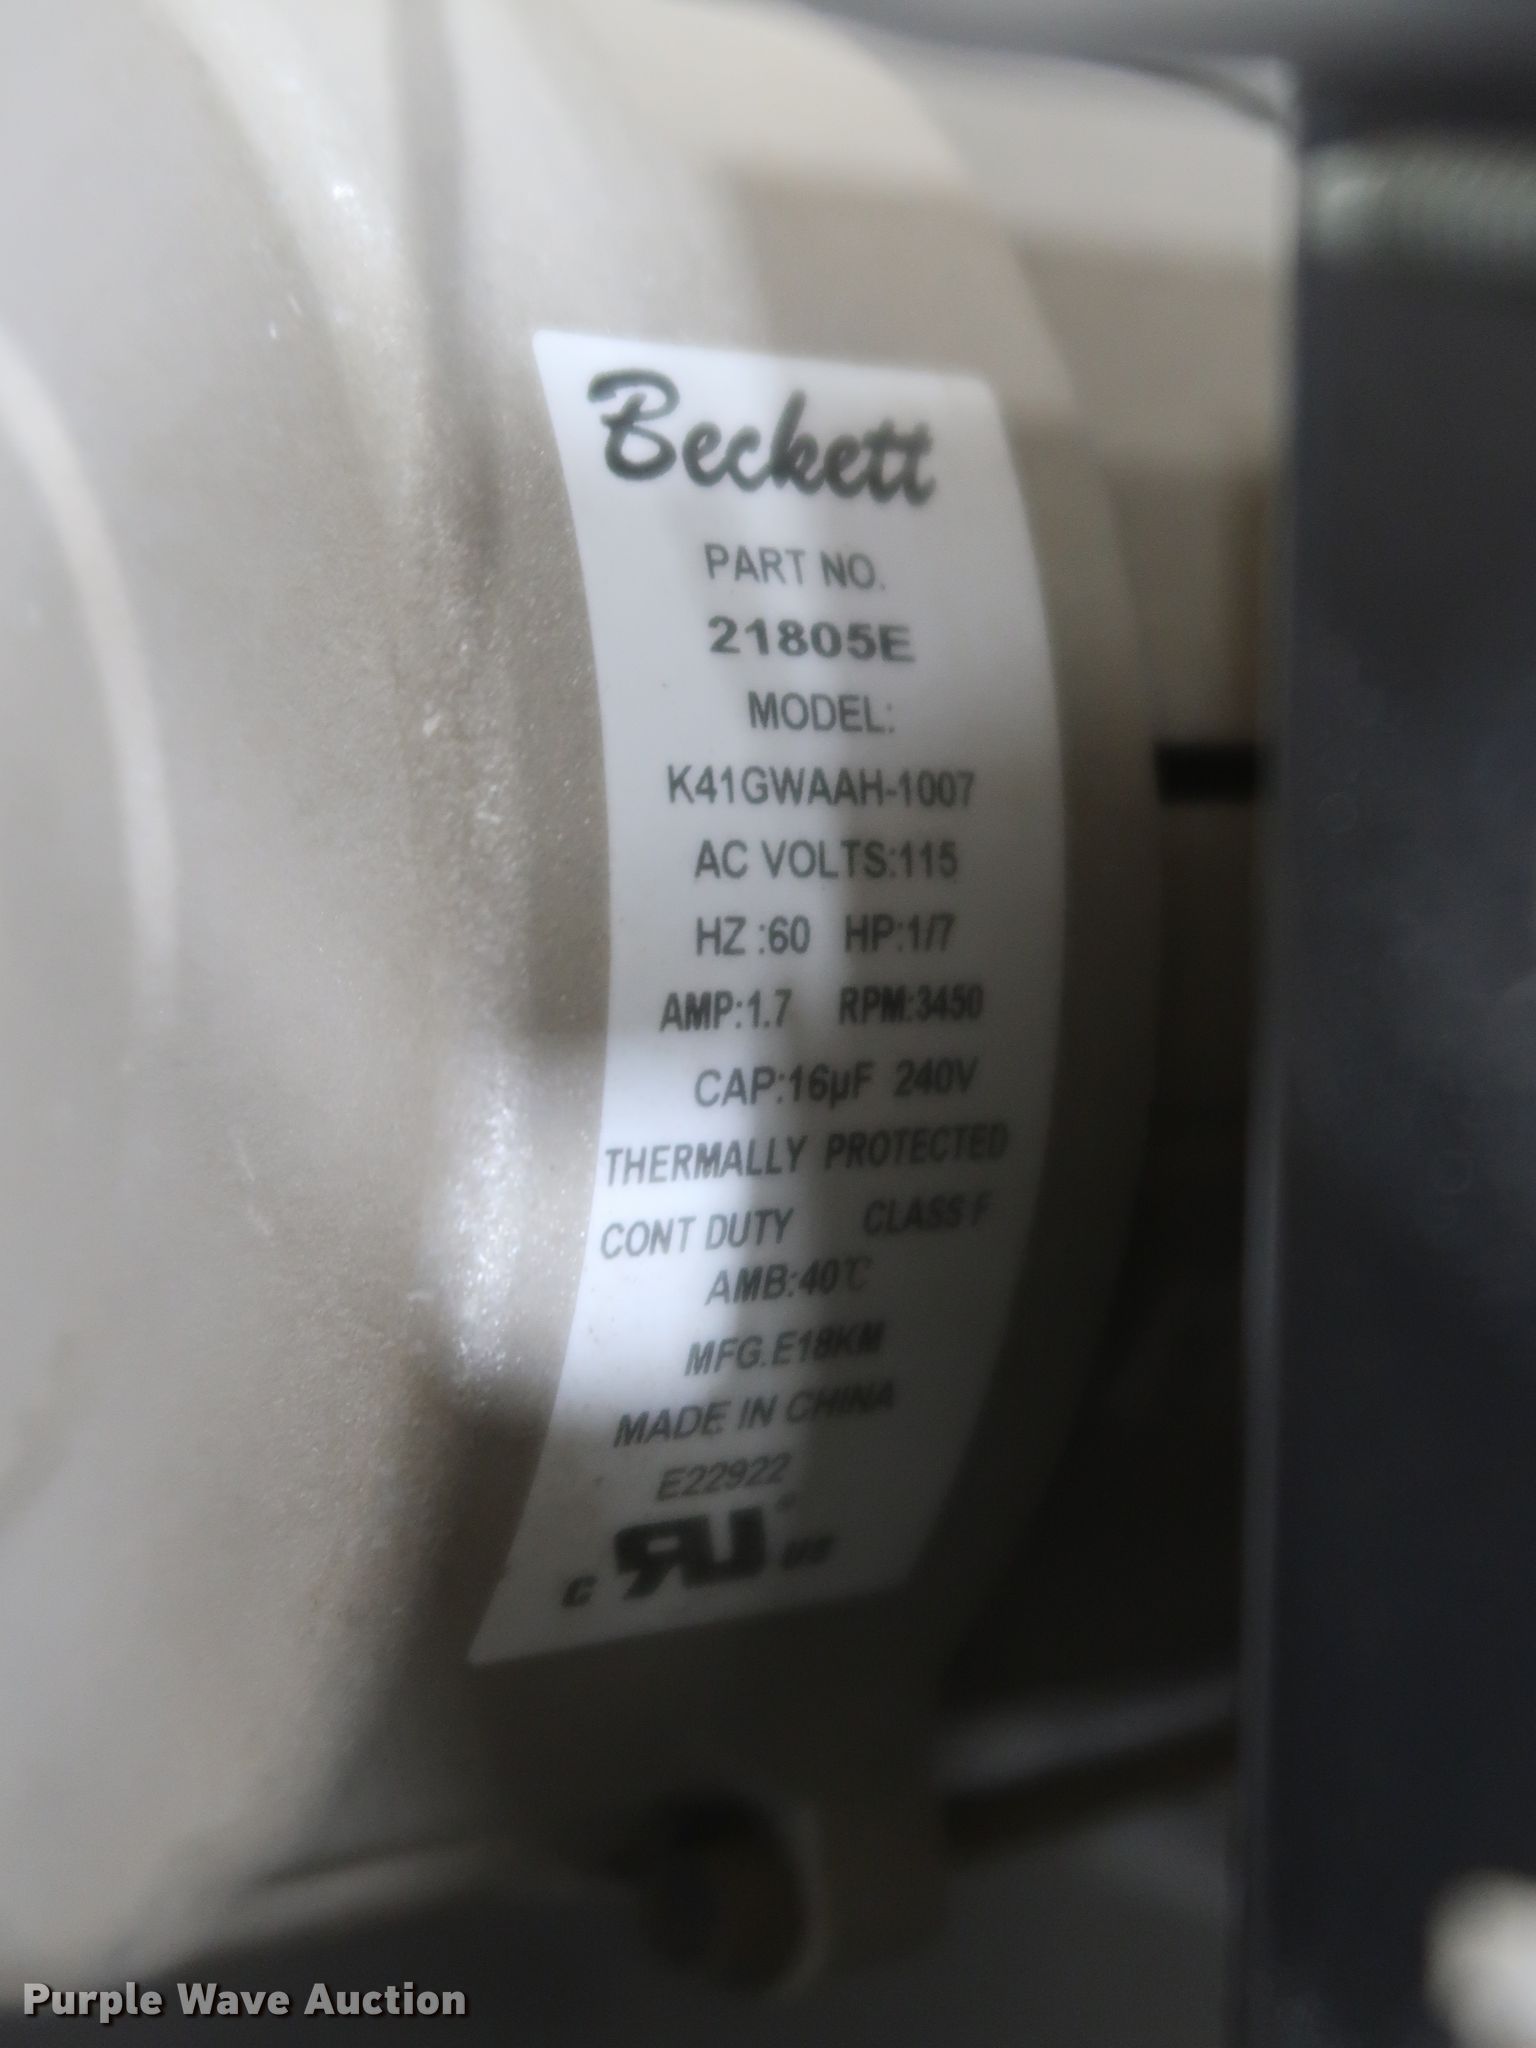 Beckett
PART NO.
21805E
MODEL:
K41GWAAH-1007
AC VOLTS:115
HZ :60 HP:1/7
AMP:1.7 RPM:3450
CAP:16µF 240V
THERMALLY PROTECTED
CONT DUTY CLASS F
AMB:40℃
MFG.E18KM
MADE IN CHINA
E22922
c RU ® us
Purple Wave Auction